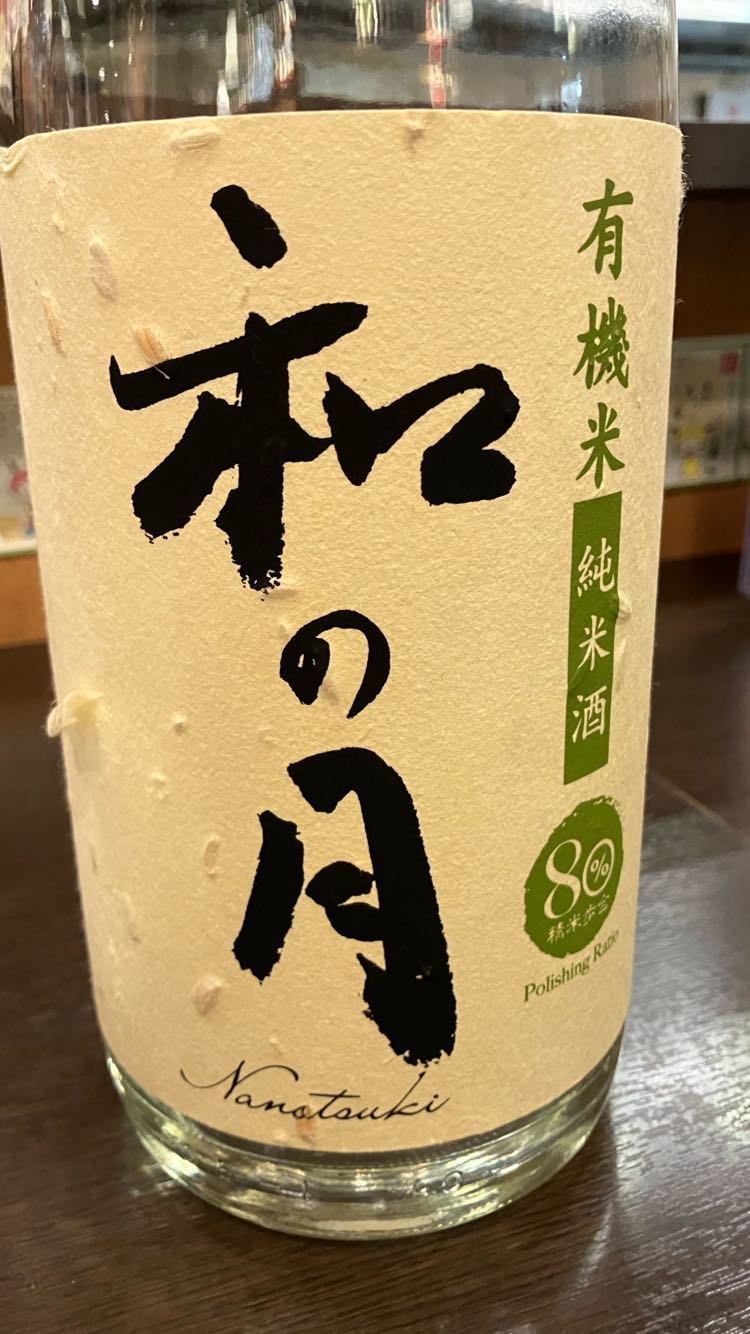 和の月
Nanotsuki
有機米
純米酒
80%
精米歩合
Polishing Ratio